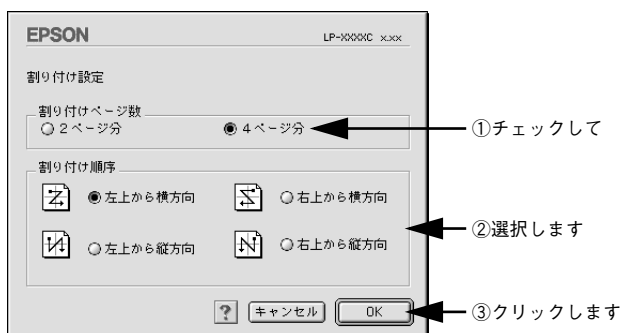 EPSON LP-XXXXC x.xx
割り付け設定
割り付けページ数
2ページ分 4ページ分 ①チェックして
割り付け順序
左上から横方向 右上から横方向
②選択します
左上から縦方向 右上から縦方向
? キャンセル OK ③クリックします